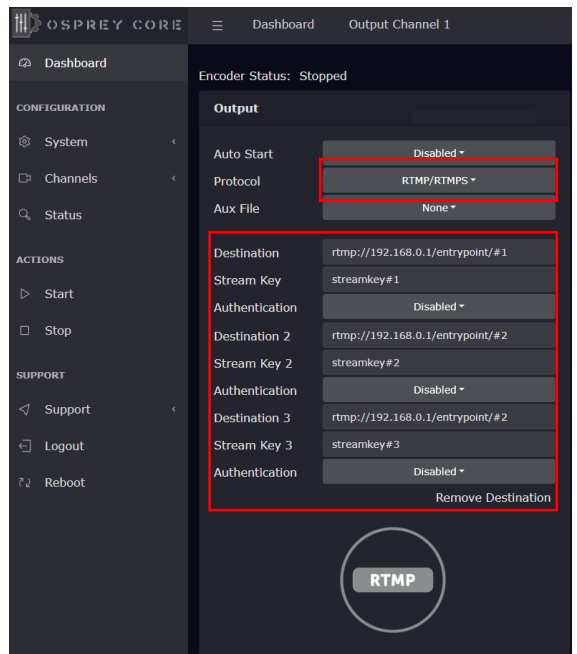 OSPREY CORE
Dashboard Output Channel 1
Dashboard
CONFIGURATION
System
Channels
Status
ACTIONS
Start
Stop
SUPPORT
Support
Logout
Reboot
Encoder Status: Stopped
Output
Auto Start Disabled
Protocol RTMP/RTMPS
Aux File None
Destination rtmp://192.168.0.1/entrypoint/#1
Stream Key streamkey#1
Authentication Disabled
Destination 2 rtmp://192.168.0.1/entrypoint/#2
Stream Key 2 streamkey#2
Authentication Disabled
Destination 3 rtmp://192.168.0.1/entrypoint/#2
Stream Key 3 streamkey#3
Authentication Disabled
Remove Destination
RTMP